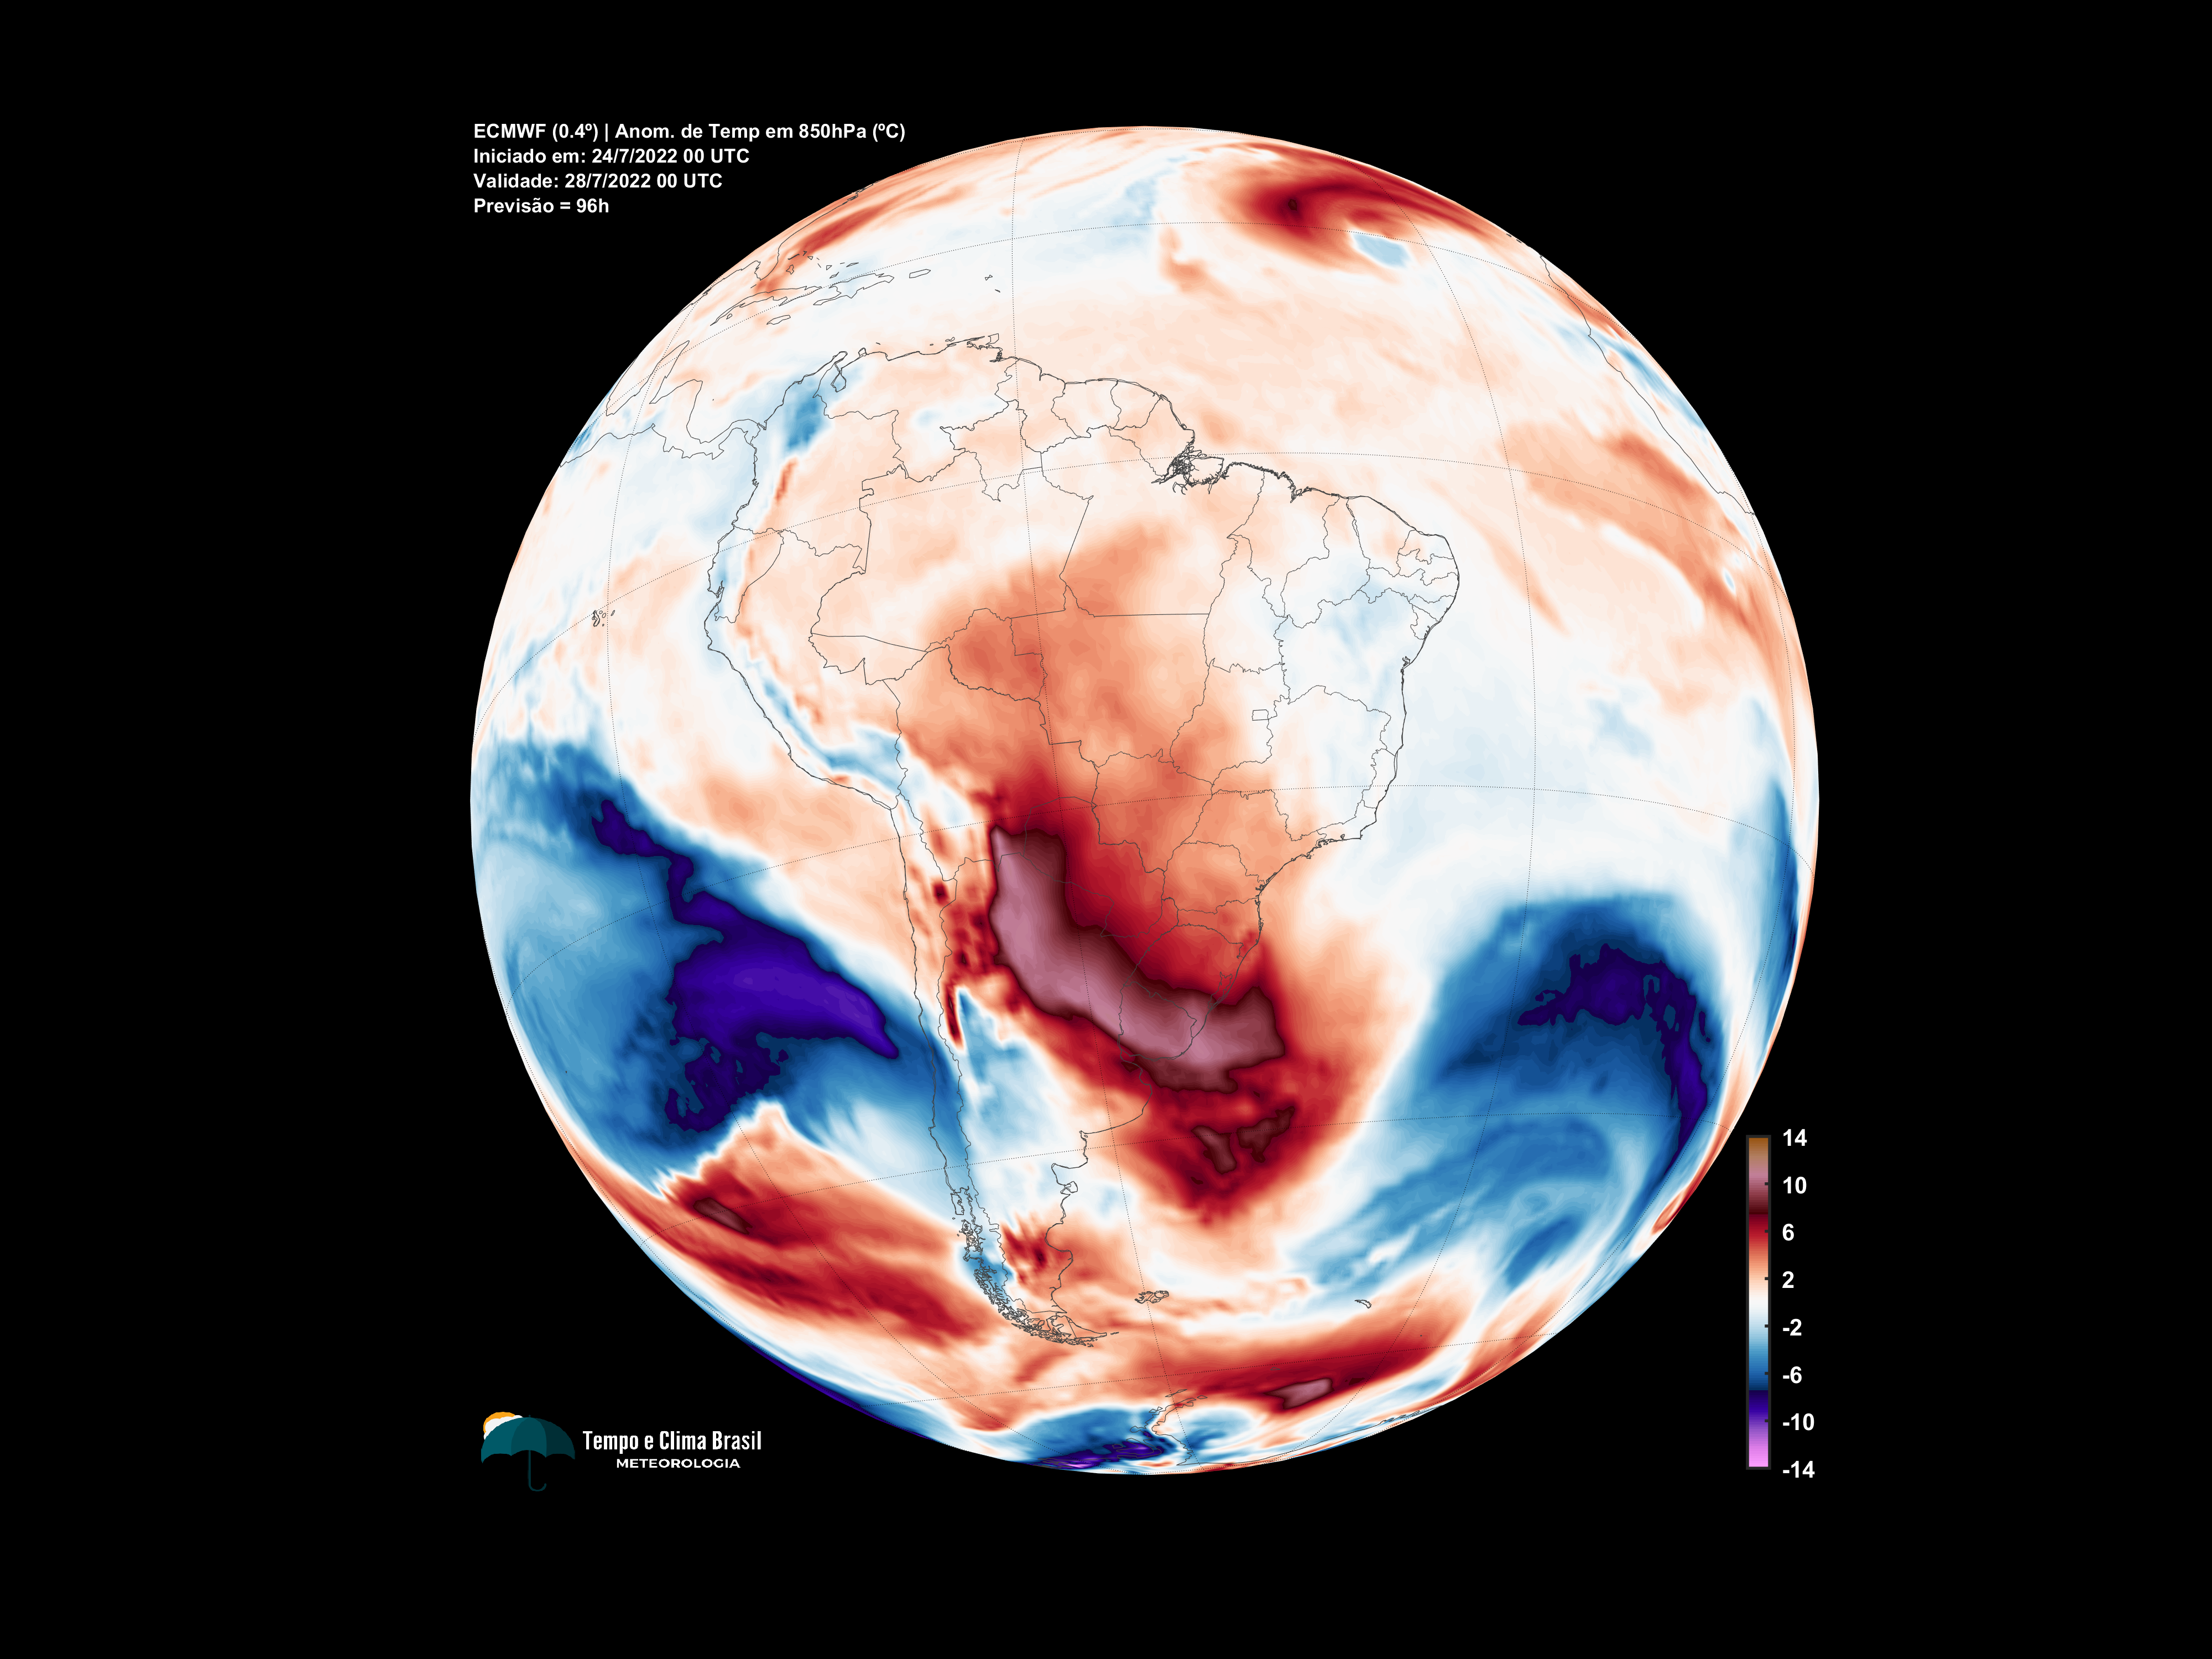 ECMWF (0.4º) | Anom. de Temp em 850hPa (ºC)
Iniciado em: 24/7/2022 00 UTC
Validade: 28/7/2022 00 UTC
Previsão = 96h
14
10
6
2
-2
-6
-10
-14
Tempo e Clima Brasil
METEOROLOGIA